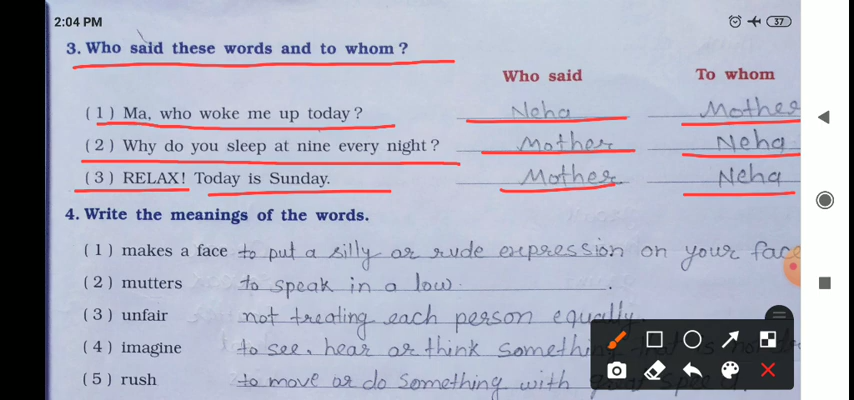 2:04 PM
37
3. Who said these words and to whom ?
Who said To whom
( 1 ) Ma, who woke me up today ? Neha Mother
( 2 ) Why do you sleep at nine every night ? Mother Neha
( 3 ) RELAX! Today is Sunday. Mother Neha
4. Write the meanings of the words.
( 1 ) makes a face to put a silly or rude expression on your face
( 2 ) mutters to speak in a low.
( 3 ) unfair not treating each person equally.
( 4 ) imagine to see, hear or think something
( 5 ) rush to move or do something with